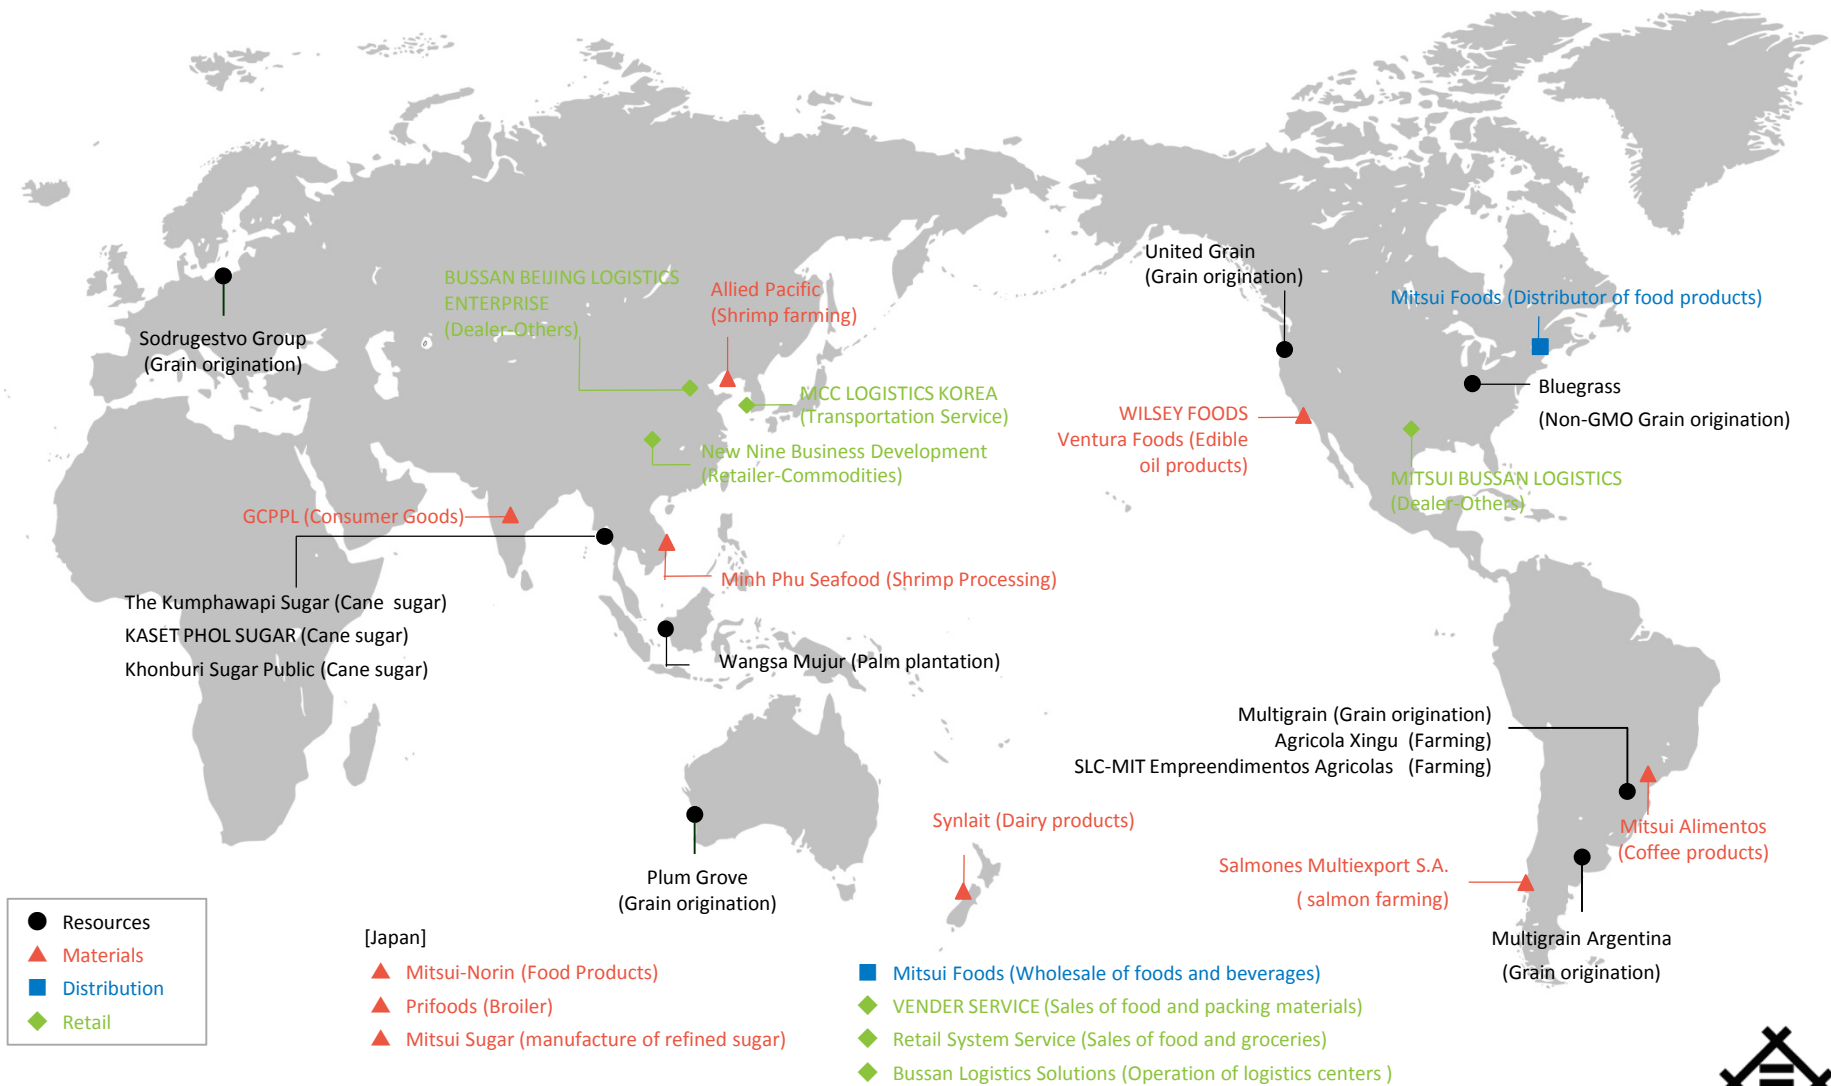 United Grain
(Grain origination)
BUSSAN BEIJING LOGISTICS
ENTERPRISE
(Dealer-Others)
Allied Pacific
(Shrimp farming)
Mitsui Foods (Distributor of food products)
Sodrugestvo Group
(Grain origination)
MCC LOGISTICS KOREA
(Transportation Service)
Bluegrass
(Non-GMO Grain origination)
WILSEY FOODS
Ventura Foods (Edible
oil products)
New Nine Business Development
(Retailer-Commodities)
MITSUI BUSSAN LOGISTICS
(Dealer-Others)
GCPPL (Consumer Goods)
Minh Phu Seafood (Shrimp Processing)
The Kumphawapi Sugar (Cane  sugar)
KASET PHOL SUGAR (Cane sugar)
Khonburi Sugar Public (Cane sugar)
Wangsa Mujur (Palm plantation)
Multigrain (Grain origination)
Agricola Xingu  (Farming)
SLC-MIT Empreendimentos Agricolas  (Farming)
Synlait (Dairy products)
Mitsui Alimentos
(Coffee products)
Salmones Multiexport S.A.
( salmon farming)
Plum Grove
(Grain origination)
Multigrain Argentina
(Grain origination)
Resources
Materials
Distribution
Retail
[Japan]
Mitsui-Norin (Food Products)
Prifoods (Broiler)
Mitsui Sugar (manufacture of refined sugar)
Mitsui Foods (Wholesale of foods and beverages)
VENDER SERVICE (Sales of food and packing materials)
Retail System Service (Sales of food and groceries)
Bussan Logistics Solutions (Operation of logistics centers )